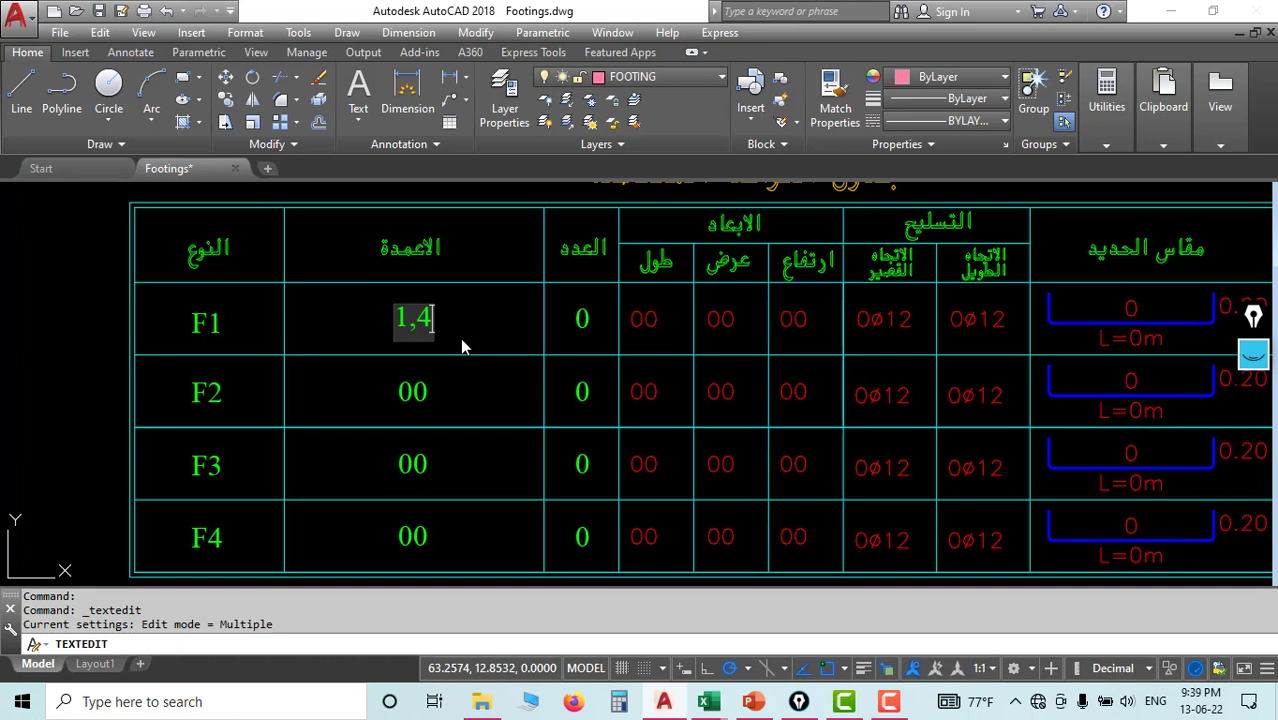 Autodesk AutoCAD 2018 Footings.dwg
Type a keyword or phrase
Sign In
File Edit View Insert Format Tools Draw Dimension Modify Parametric Window Help Express
Home Insert Annotate Parametric View Manage Output Add-ins A360 Express Tools Featured Apps
FOOTING
ByLayer
ByLayer
BYLAY...
Line Polyline Circle Arc
Text Dimension
Layer Properties
Insert
Match Properties
Group
Utilities
Clipboard
View
Draw Modify Annotation Layers Block Properties Groups
Start Footings*
النوع الاعمدة العدد الابعاد التسليح مقاس الحديد
طول عرض ارتفاع الاتجاه القصير الاتجاه الطويل
F1 1,4 0 00 00 00 0ø12 0ø12 0
L=0m
F2 00 0 00 00 00 0ø12 0ø12 0 0.20
L=0m
F3 00 0 00 00 00 0ø12 0ø12 0 0.20
L=0m
F4 00 0 00 00 00 0ø12 0ø12 0 0.20
L=0m
Y
X
Command:
Command: _textedit
Current settings: Edit mode = Multiple
TEXTEDIT
Model Layout1
63.2574, 12.8532, 0.0000 MODEL 1:1 Decimal
Type here to search
77°F ENG 9:39 PM
13-06-22